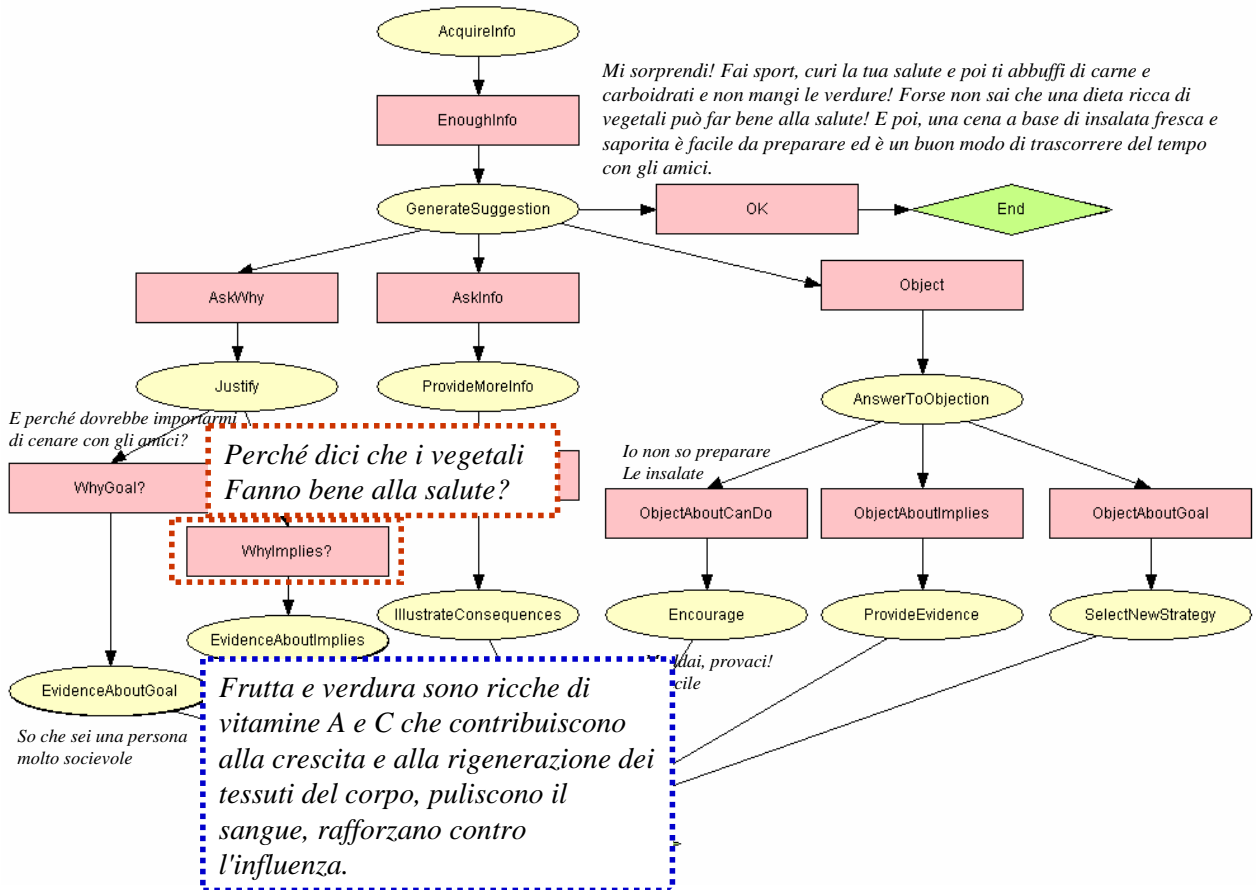 AcquireInfo
Mi sorprendi! Fai sport, curi la tua salute e poi ti abbuffi di carne e
carboidrati e non mangi le verdure! Forse non sai che una dieta ricca di
vegetali può far bene alla salute! E poi, una cena a base di insalata fresca e
saporita è facile da preparare ed è un buon modo di trascorrere del tempo
con gli amici.
EnoughInfo
GenerateSuggestion
OK
End
AskWhy
AskInfo
Object
Justify
ProvideMoreInfo
AnswerToObjection
E perché dovrebbe importarmi
di cenare con gli amici?
Perché dici che i vegetali
Fanno bene alla salute?
Io non so preparare
Le insalate
WhyGoal?
ObjectAboutCanDo
ObjectAboutImplies
ObjectAboutGoal
WhyImplies?
IllustrateConsequences
Encourage
ProvideEvidence
SelectNewStrategy
EvidenceAboutImplies
EvidenceAboutGoal
provaci!
So che sei una persona
molto socievole
Frutta e verdura sono ricche di
vitamine A e C che contribuiscono
alla crescita e alla rigenerazione dei
tessuti del corpo, puliscono il
sangue, rafforzano contro
l'influenza.